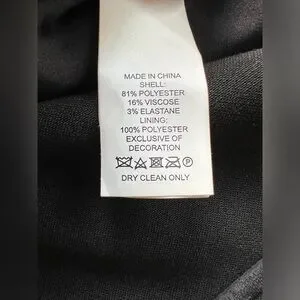 MADE IN CHINA
SHELL:
81% POLYESTER
16% VISCOSE
3% ELASTANE
LINING:
100% POLYESTER
EXCLUSIVE OF
DECORATION
P
DRY CLEAN ONLY